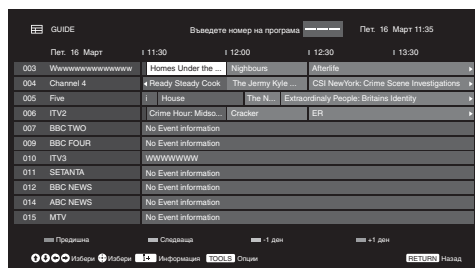 GUIDE Въведете номер на програма Пет. 16 Март 11:35
Пет. 16 Март 11:30 12:00 12:30 13:30
003 Wwwwwwwwwwwwww Homes Under the ... Nighbours Afterlife
004 Channel 4 Ready Steady Cook The Jermy Kyle ... CSI NewYork: Crime Scene Investigations
005 Five i House The N... Extraordinaly People: Britains Identity
006 ITV2 Crime Hour: Midso... Cracker ER
007 BBC TWO No Event information
009 BBC FOUR No Event information
010 ITV3 WWWWWWW
011 SETANTA No Event information
012 BBC NEWS No Event information
014 ABC NEWS No Event information
015 MTV No Event information
Предишна Следваща -1 ден +1 ден
Избери Избери Информация TOOLS Опции RETURN Назад